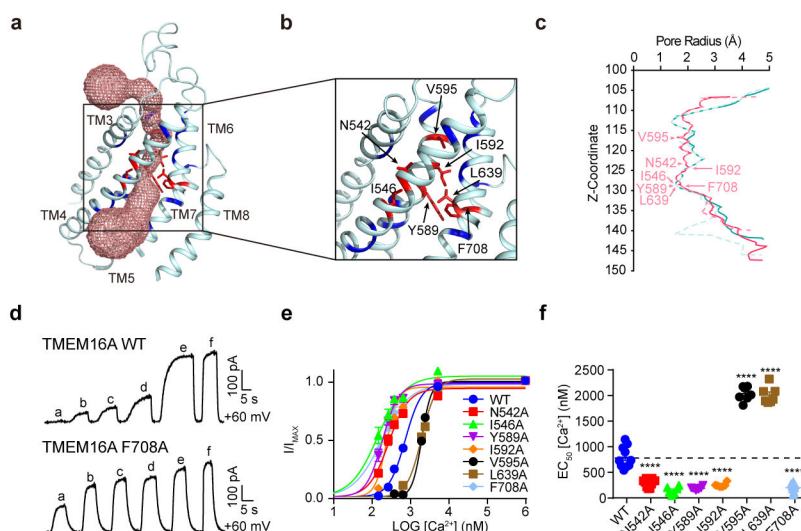 a
TM3
TM6
TM4
TM7
TM8
TM5
b
V595
N542
I592
L639
I546
Y589
F708
c
Pore Radius (Å)
0 1 2 3 4 5
Z-Coordinate
100
105
110
115
120
125
130
135
140
145
150
V595
N542
I592
I546
Y589
F708
L639
d
TMEM16A WT
a b c d e f
100 pA
5 s
+60 mV
TMEM16A F708A
a b c d e f
100 pA
5 s
+60 mV
e
I/I MAX
1.0
0.5
0.0
1 2 3 4 5 6
LOG [Ca²⁺] (nM)
WT
N542A
I546A
Y589A
I592A
V595A
L639A
F708A
f
EC₅₀ [Ca²⁺] (nM)
2500
2000
1500
1000
500
0
**** **** **** **** **** **** ****
WT
N542A
I546A
Y589A
I592A
V595A
L639A
F708A